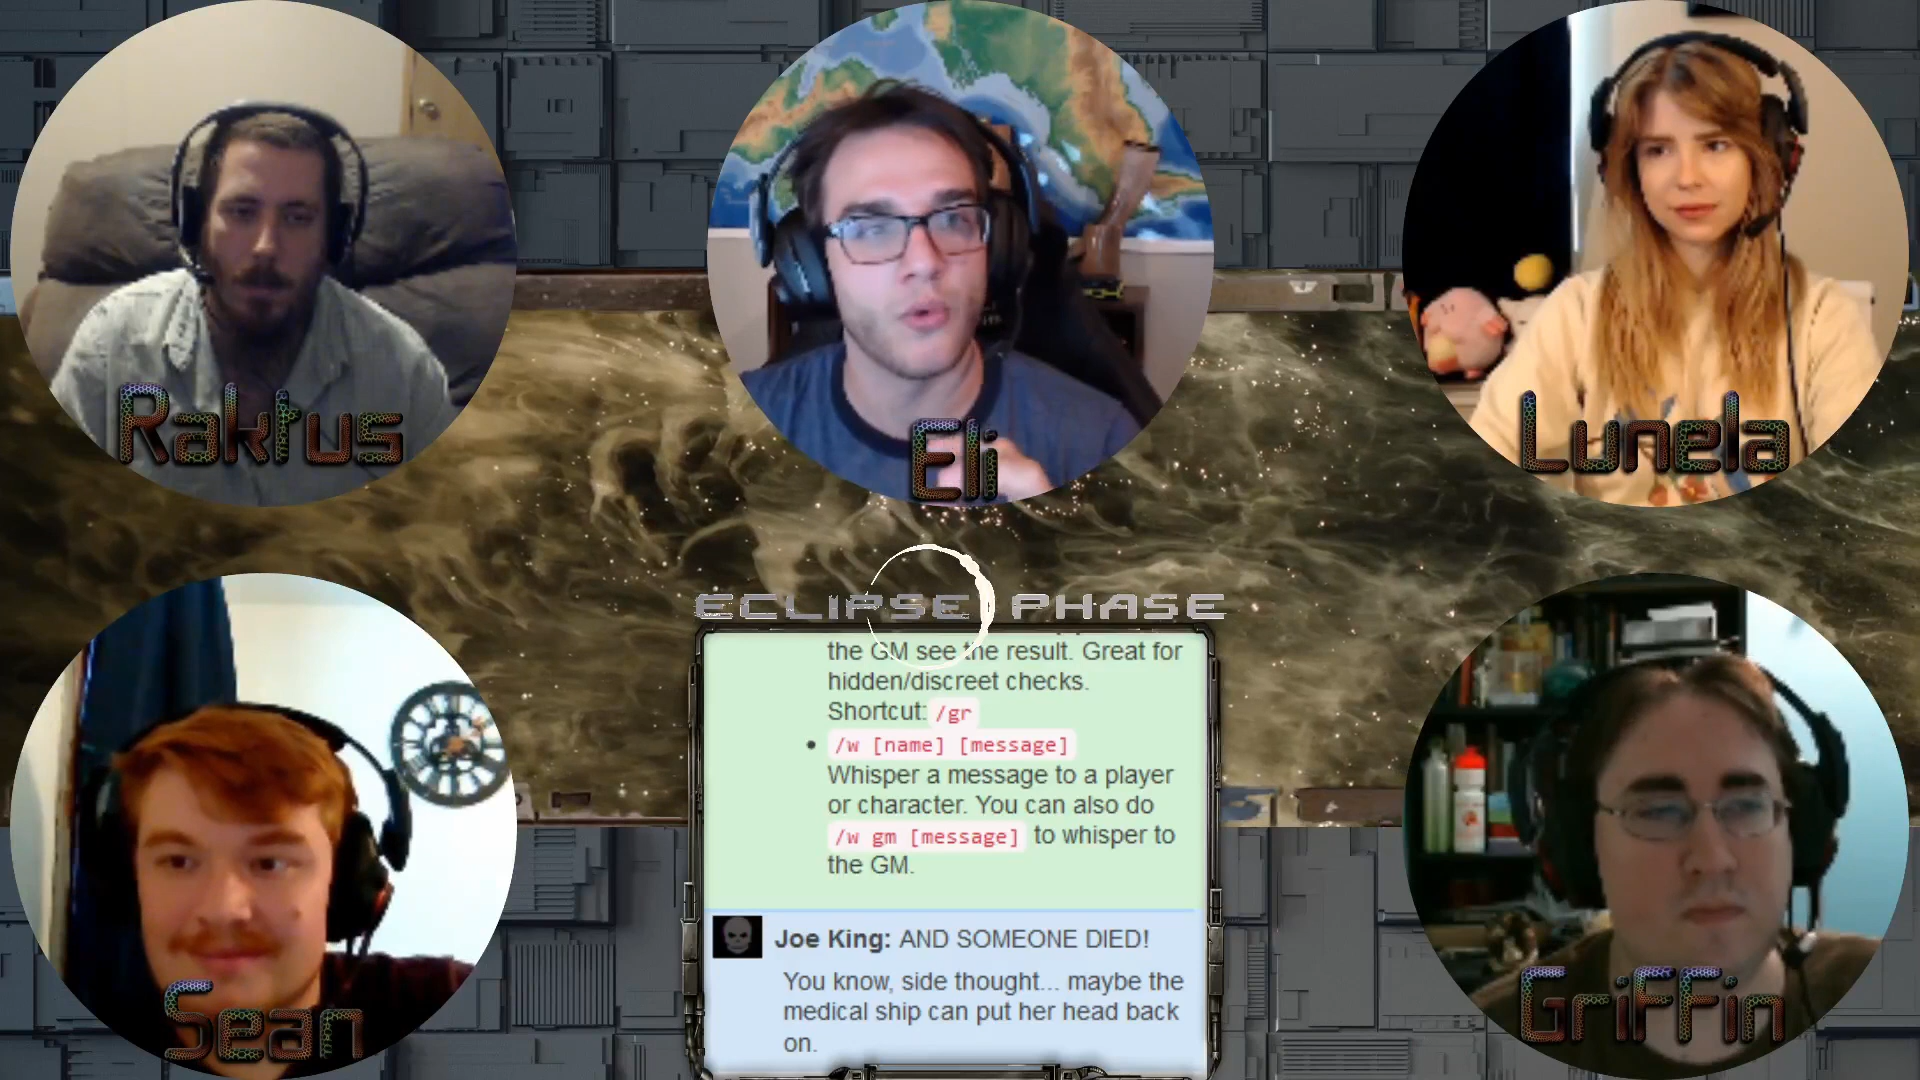 Raktus
Eli
Lunela
ECLIPSE PHASE
the GM see the result. Great for
hidden/discreet checks.
Shortcut: /gr
• /w [name] [message]
Whisper a message to a player
or character. You can also do
/w gm [message] to whisper to
the GM.
Joe King: AND SOMEONE DIED!
You know, side thought... maybe the
medical ship can put her head back
on.
Sean
GriFFin